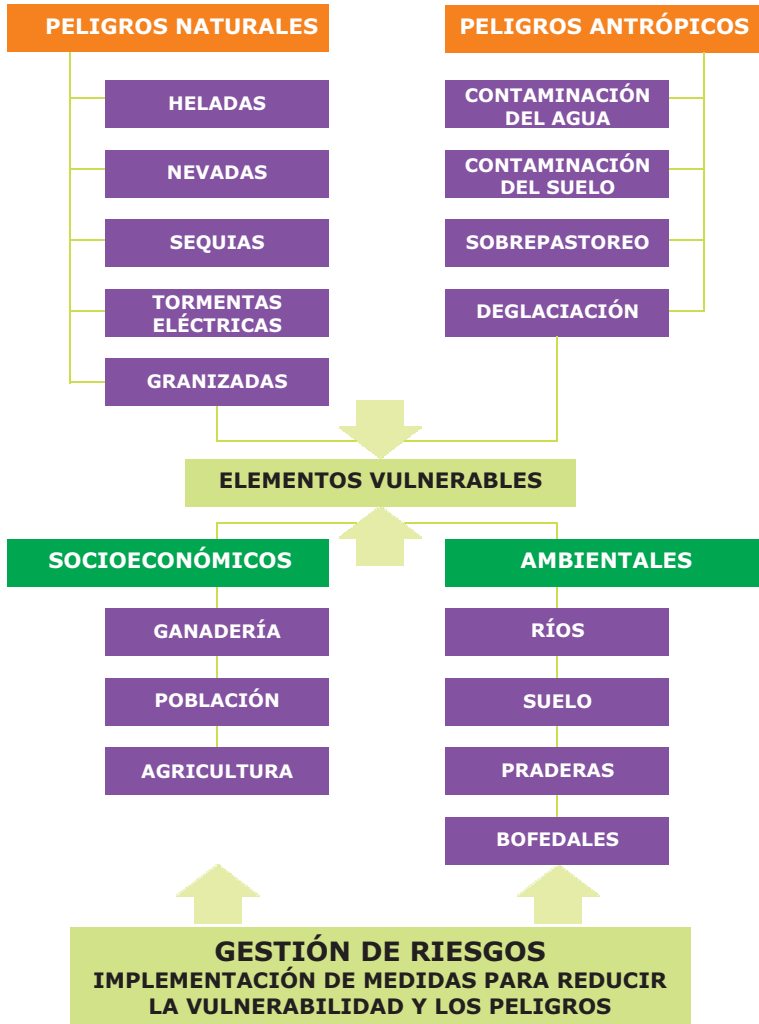 PELIGROS NATURALES
HELADAS
NEVADAS
SEQUIAS
TORMENTAS
ELÉCTRICAS
GRANIZADAS
PELIGROS ANTRÓPICOS
CONTAMINACIÓN
DEL AGUA
CONTAMINACIÓN
DEL SUELO
SOBREPASTOREO
DEGLACIACIÓN
ELEMENTOS VULNERABLES
SOCIOECONÓMICOS
GANADERÍA
POBLACIÓN
AGRICULTURA
AMBIENTALES
RÍOS
SUELO
PRADERAS
BOFEDALES
GESTIÓN DE RIESGOS
IMPLEMENTACIÓN DE MEDIDAS PARA REDUCIR
LA VULNERABILIDAD Y LOS PELIGROS